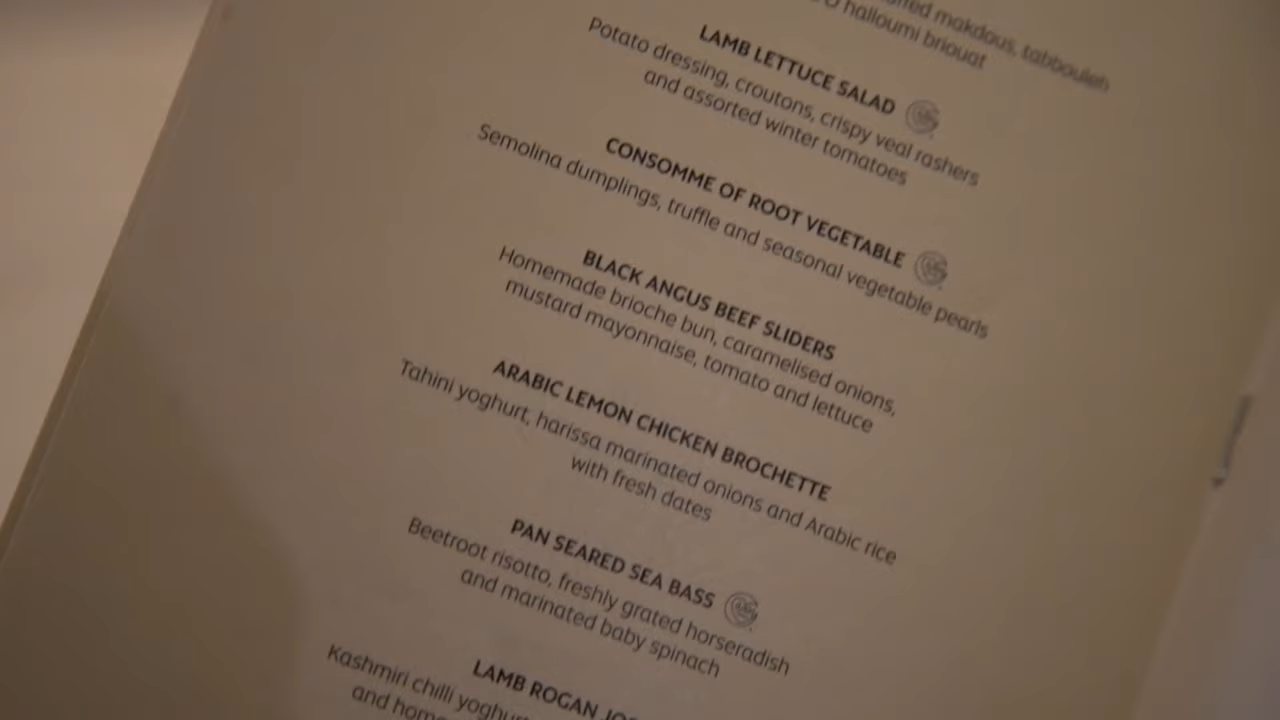 makdous, tabbouleh
halloumi briouat
LAMB LETTUCE SALAD
Potato dressing, croutons, crispy veal rashers
and assorted winter tomatoes
CONSOMME OF ROOT VEGETABLE
Semolina dumplings, truffle and seasonal vegetable pearls
BLACK ANGUS BEEF SLIDERS
Homemade brioche bun, caramelised onions,
mustard mayonnaise, tomato and lettuce
ARABIC LEMON CHICKEN BROCHETTE
Tahini yoghurt, harissa marinated onions and Arabic rice
with fresh dates
PAN SEARED SEA BASS
Beetroot risotto, freshly grated horseradish
and marinated baby spinach
LAMB ROGAN
Kashmiri chilli
and